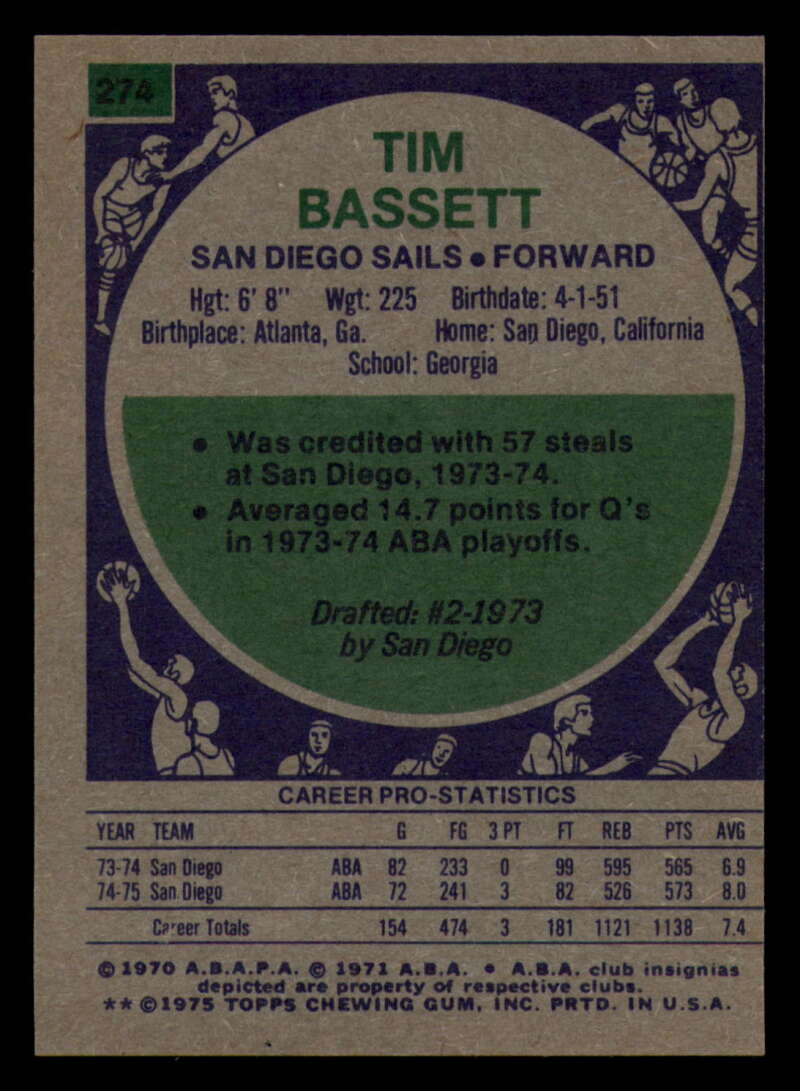 274
TIM
BASSETT
SAN DIEGO SAILS • FORWARD
Hgt: 6' 8" Wgt: 225 Birthdate: 4-1-51
Birthplace: Atlanta, Ga. Home: San Diego, California
School: Georgia
• Was credited with 57 steals
at San Diego, 1973-74.
• Averaged 14.7 points for Q's
in 1973-74 ABA playoffs.
Drafted: #2-1973
by San Diego
CAREER PRO-STATISTICS
YEAR TEAM G FG 3 PT FT REB PTS AVG
73-74 San Diego ABA 82 233 0 99 595 565 6.9
74-75 San Diego ABA 72 241 3 82 526 573 8.0
Career Totals 154 474 3 181 1121 1138 7.4
© 1970 A.B.A.P.A. © 1971 A.B.A. • A.B.A. club insignias
depicted are property of respective clubs.
** © 1975 TOPPS CHEWING GUM, INC. PRTD. IN U.S.A.